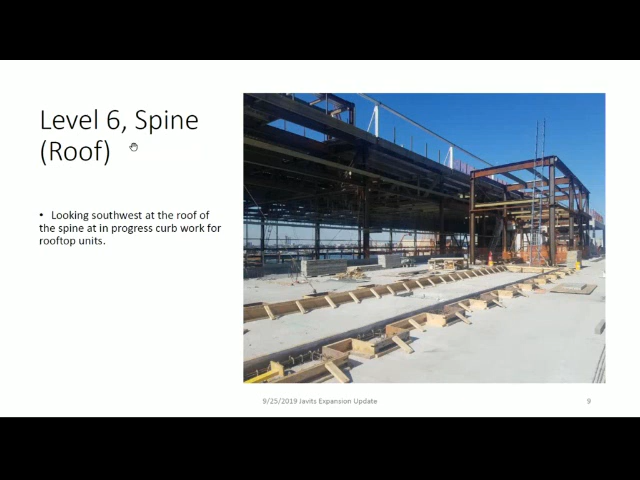 Level 6, Spine
(Roof)
• Looking southwest at the roof of
the spine at in progress curb work for
rooftop units.
9/25/2019 Javits Expansion Update
9